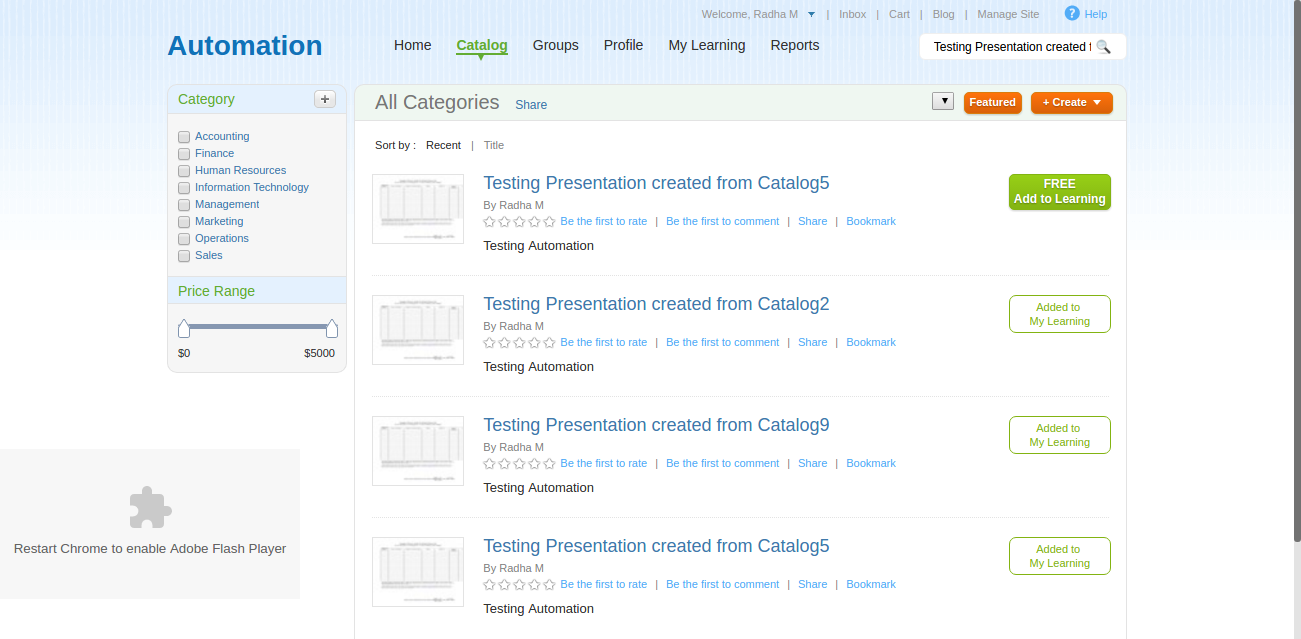 Welcome, Radha M | Inbox | Cart | Blog | Manage Site ? Help
Automation
Home Catalog Groups Profile My Learning Reports
Testing Presentation created f
Category +
Accounting
Finance
Human Resources
Information Technology
Management
Marketing
Operations
Sales
Price Range
$0 $5000
Restart Chrome to enable Adobe Flash Player
All Categories Share
Featured
+ Create
Sort by : Recent | Title
Testing Presentation created from Catalog5
By Radha M
Be the first to rate | Be the first to comment | Share | Bookmark
Testing Automation
FREE
Add to Learning
Testing Presentation created from Catalog2
By Radha M
Be the first to rate | Be the first to comment | Share | Bookmark
Testing Automation
Added to
My Learning
Testing Presentation created from Catalog9
By Radha M
Be the first to rate | Be the first to comment | Share | Bookmark
Testing Automation
Added to
My Learning
Testing Presentation created from Catalog5
By Radha M
Be the first to rate | Be the first to comment | Share | Bookmark
Testing Automation
Added to
My Learning